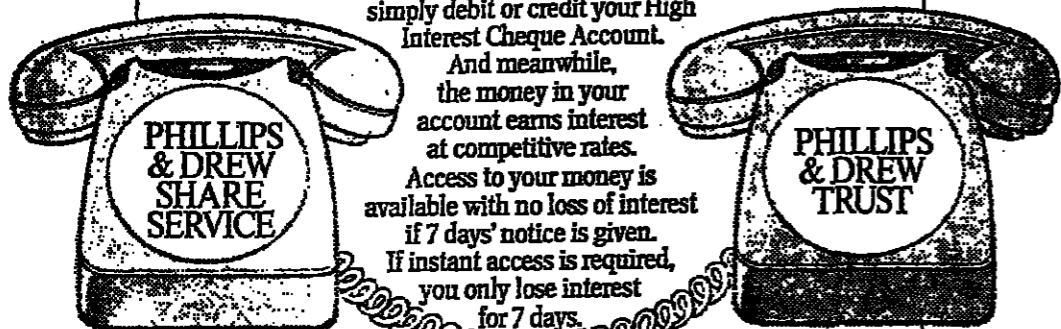 simply debit or credit your High
Interest Cheque Account.
And meanwhile,
the money in your
account earns interest
at competitive rates.
Access to your money is
available with no loss of interest
if 7 days' notice is given.
If instant access is required,
you only lose interest
for 7 days.
PHILLIPS
& DREW
SHARE
SERVICE
PHILLIPS
& DREW
TRUST